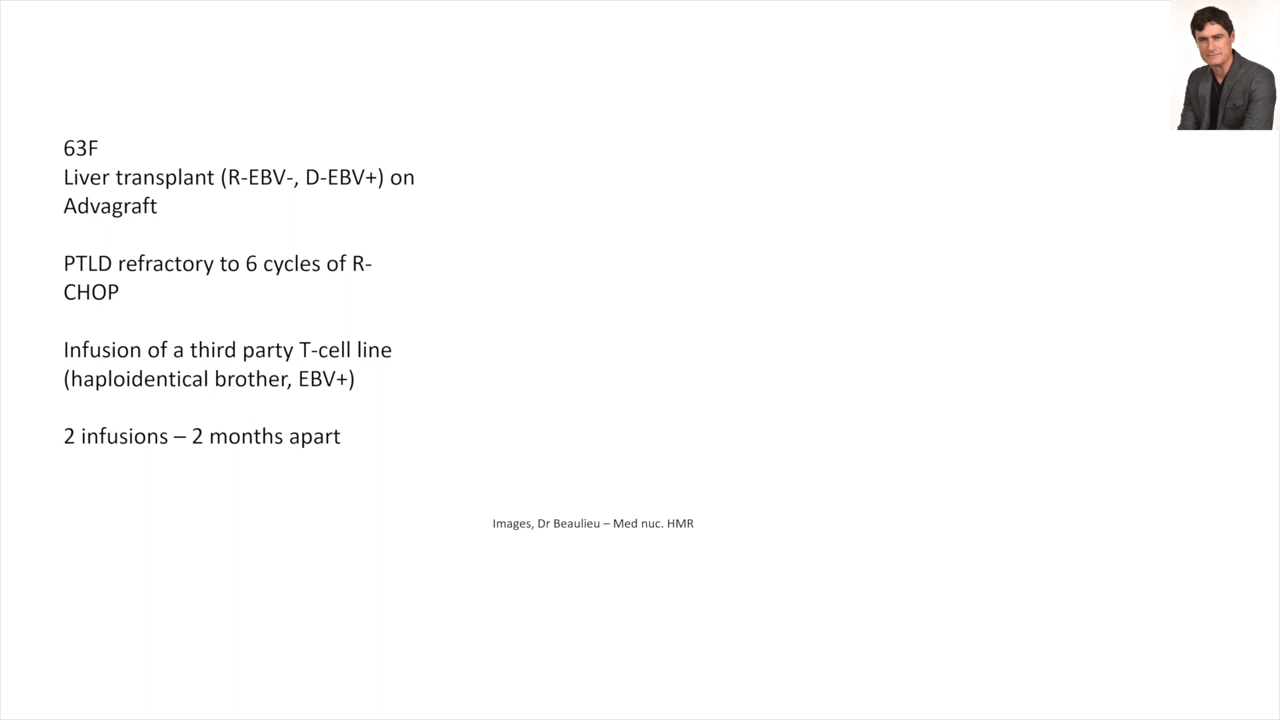 63F
Liver transplant (R-EBV-, D-EBV+) on
Advagraft
PTLD refractory to 6 cycles of R-
CHOP
Infusion of a third party T-cell line
(haploidentical brother, EBV+)
2 infusions – 2 months apart
Images, Dr Beaulieu – Med nuc. HMR